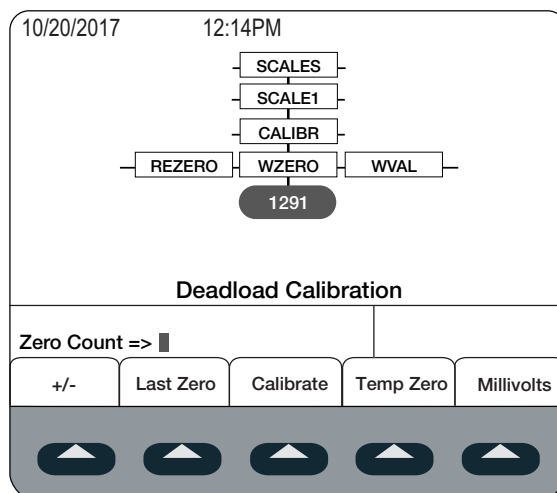 10/20/2017 12:14PM
SCALES
SCALE1
CALIBR
REZERO WZERO WVAL
1291
Deadload Calibration
Zero Count =>
+/- Last Zero Calibrate Temp Zero Millivolts